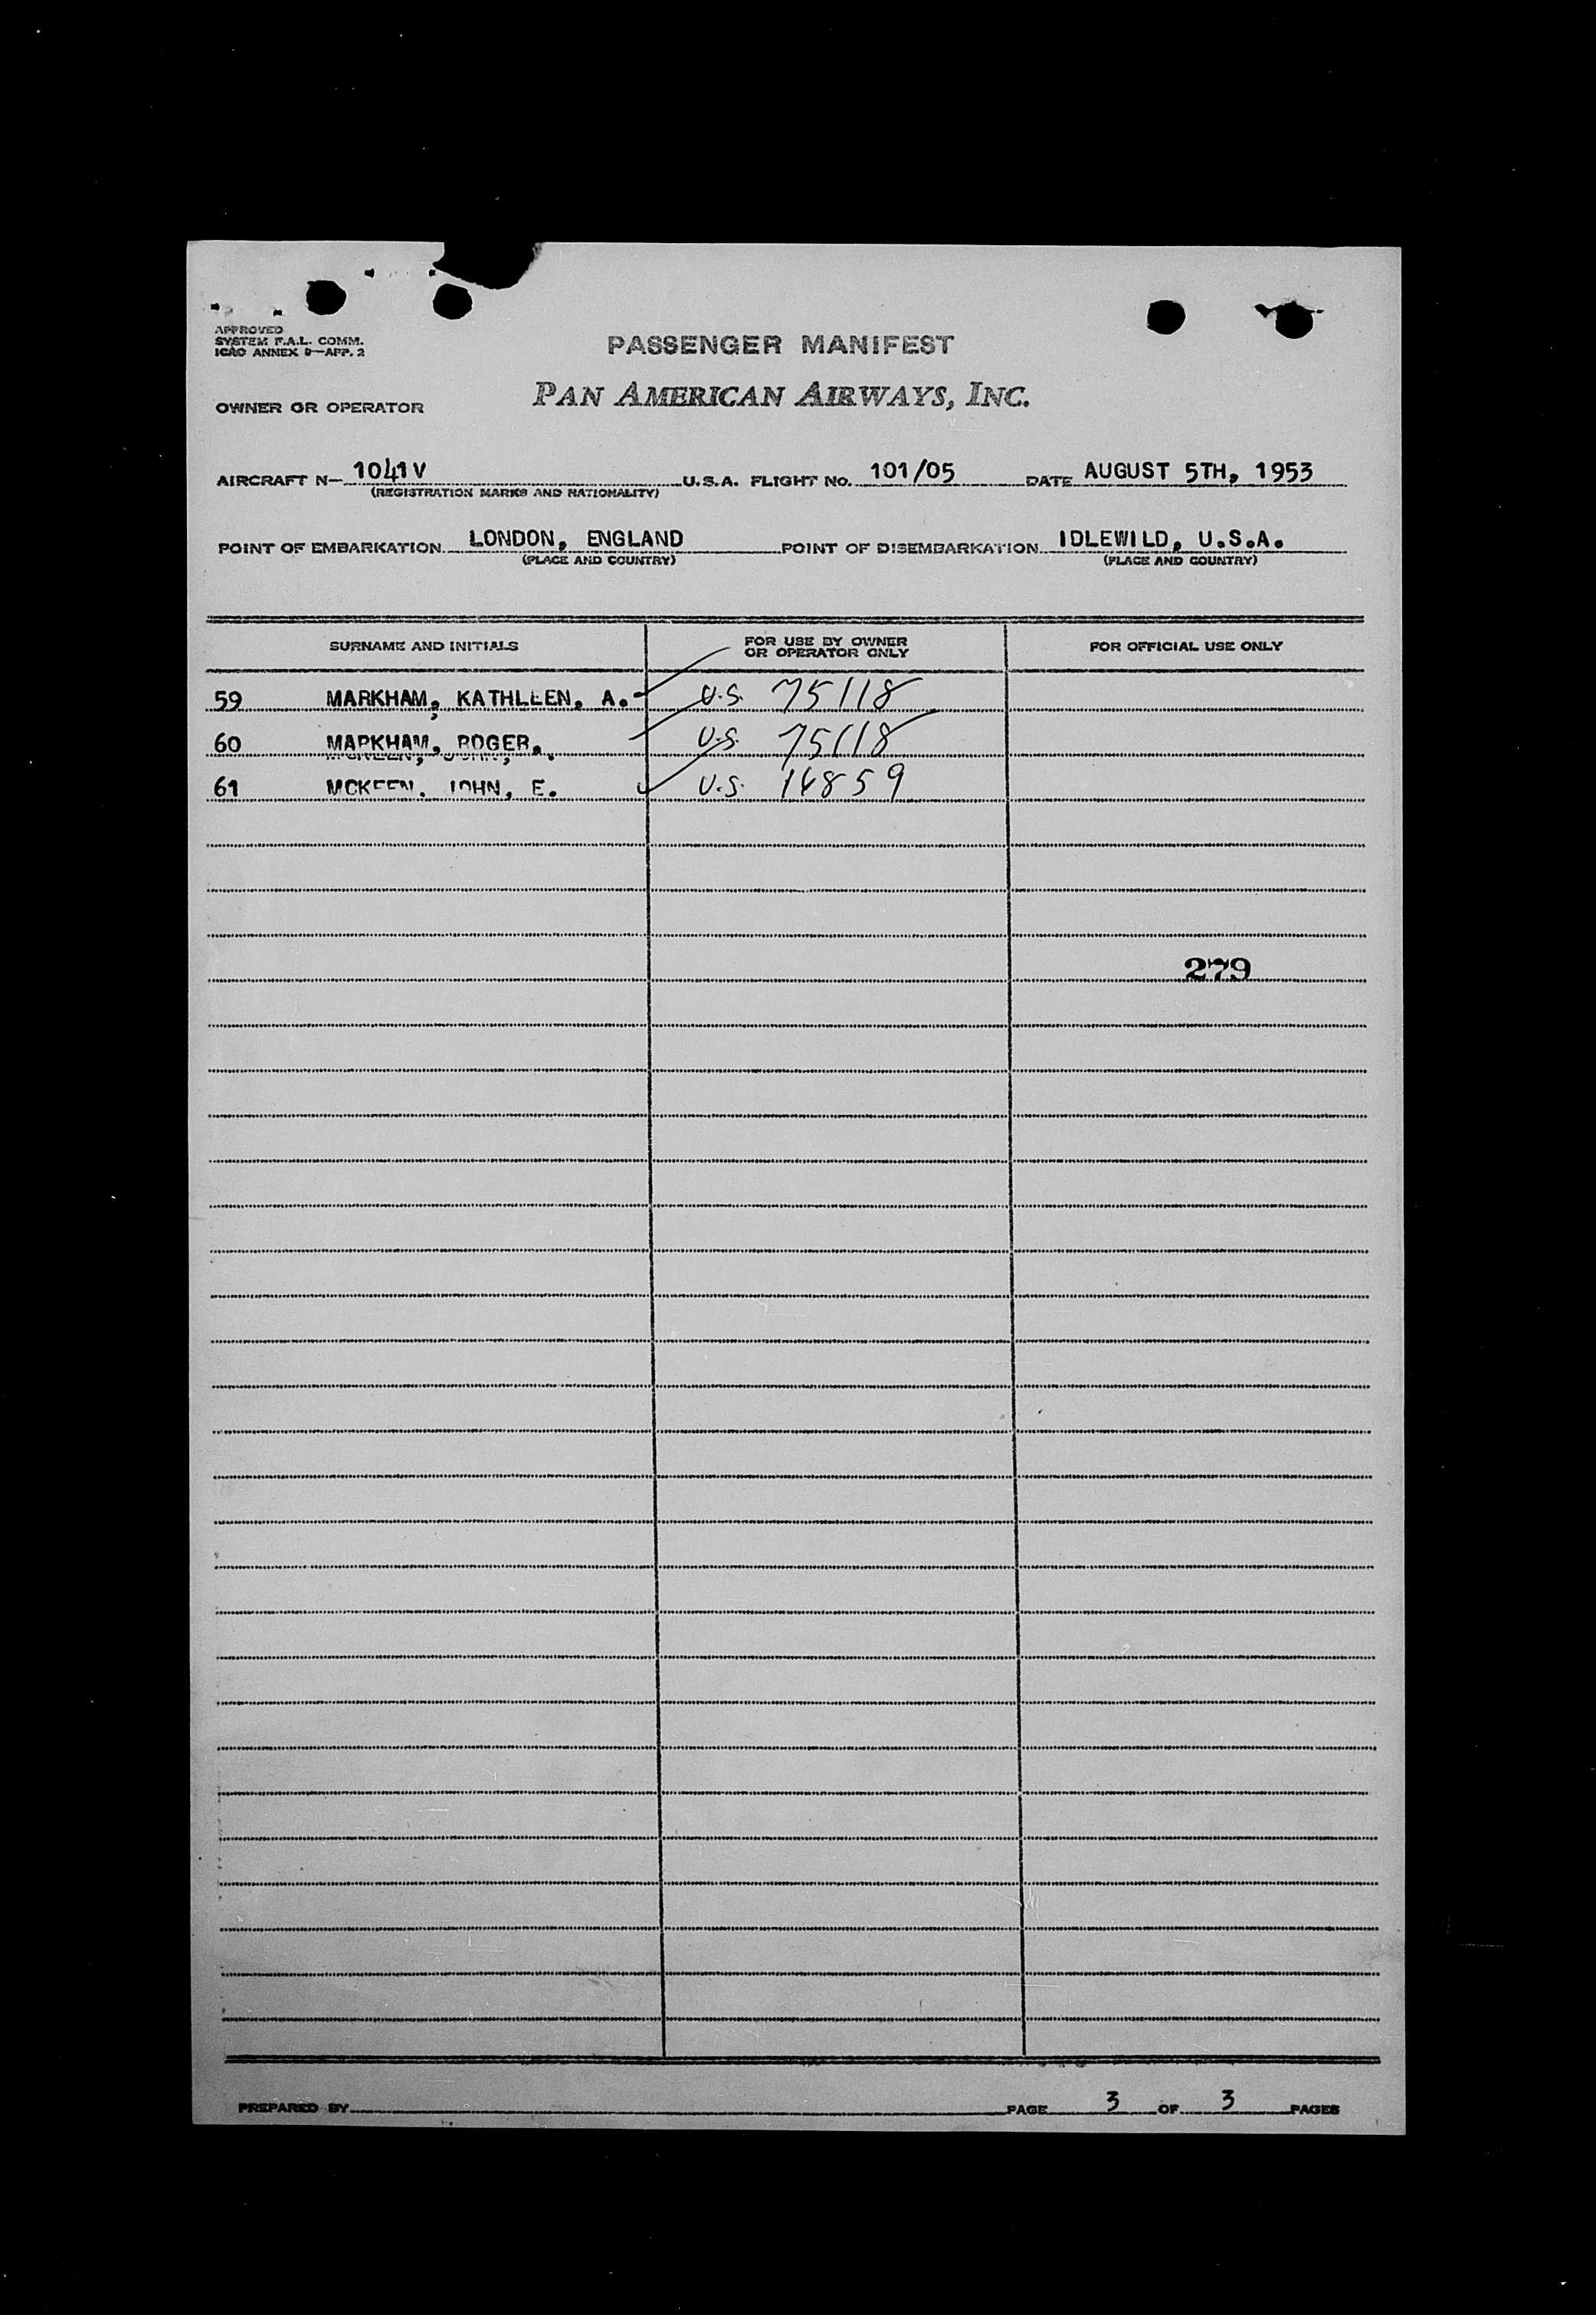 APPROVED
SYSTEM F.A.L. COMM.
ICAO ANNEX 9—APP. 2
PASSENGER MANIFEST
OWNER OR OPERATOR PAN AMERICAN AIRWAYS, INC.
AIRCRAFT N— 1041V U.S.A. FLIGHT NO. 101/05 DATE AUGUST 5TH, 1953
(REGISTRATION MARKS AND NATIONALITY)
POINT OF EMBARKATION LONDON, ENGLAND POINT OF DISEMBARKATION IDLEWILD, U.S.A.
(PLACE AND COUNTRY) (PLACE AND COUNTRY)
SURNAME AND INITIALS FOR USE BY OWNER OR OPERATOR ONLY FOR OFFICIAL USE ONLY
59 MARKHAM, KATHLEEN, A. U.S. 75118
60 MARKHAM, ROGER, U.S. 75118
61 MCKEEN, JOHN, E. U.S. 14859
279
PREPARED BY PAGE 3 OF 3 PAGES